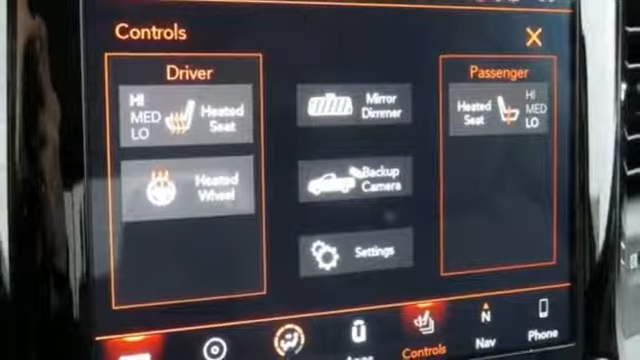 Controls
Driver
Passenger
HI
MED
LO
Heated
Seat
Mirror
Dimmer
Heated
Seat
HI
MED
LO
Heated
Wheel
Backup
Camera
Settings
Controls
N
Nav
Phone